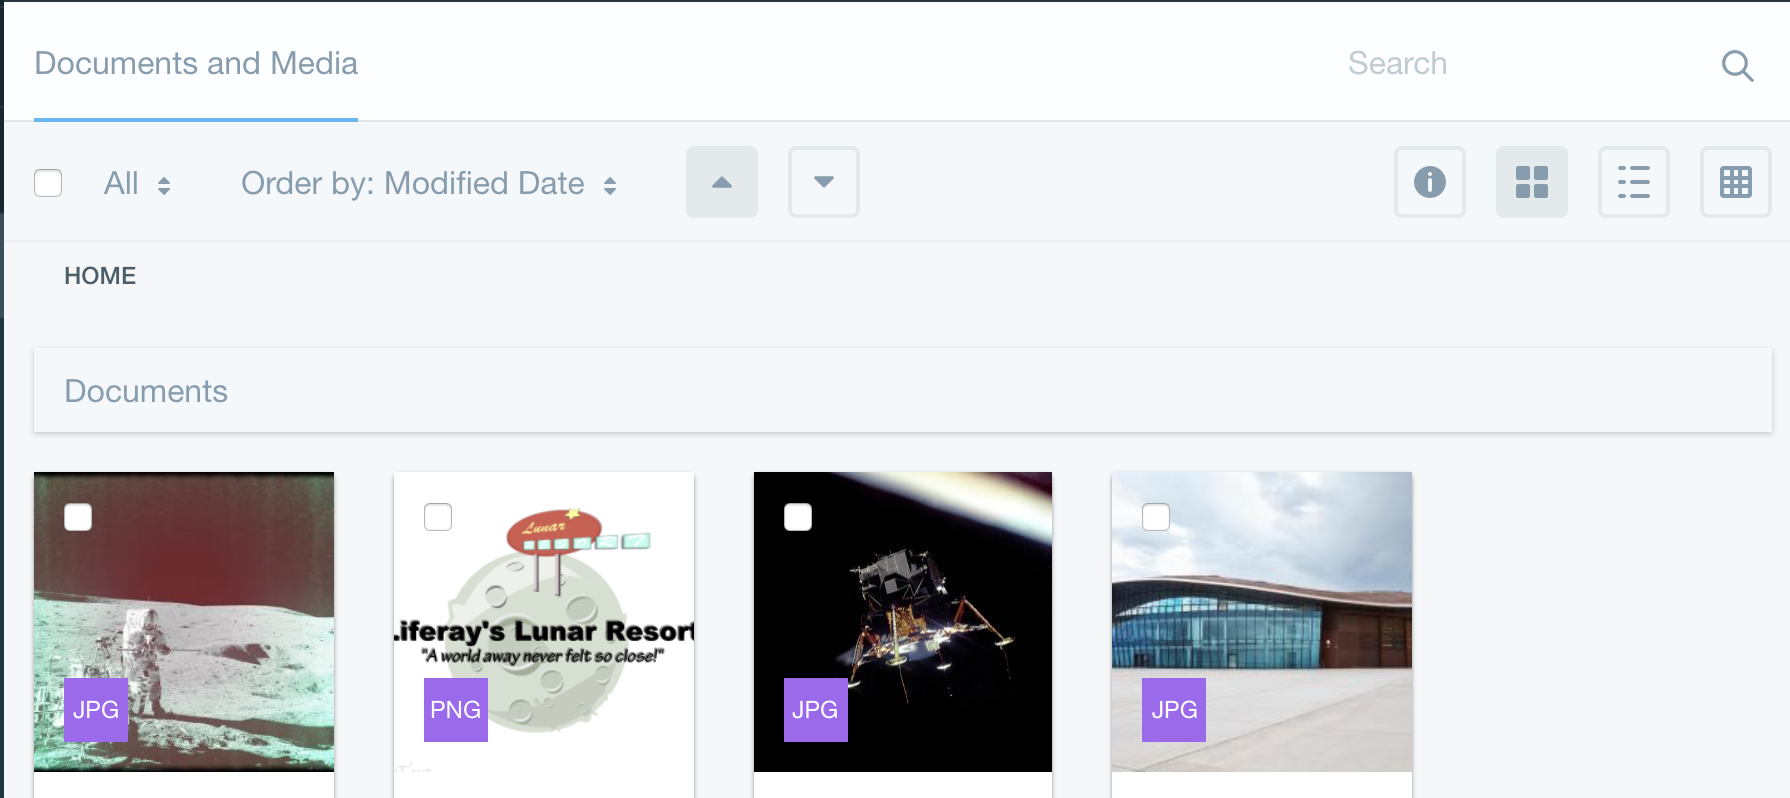 Documents and Media
Search
All
Order by: Modified Date
HOME
Documents
Lunar
Liferay's Lunar Resort
"A world away never felt so close!"
JPG
PNG
JPG
JPG